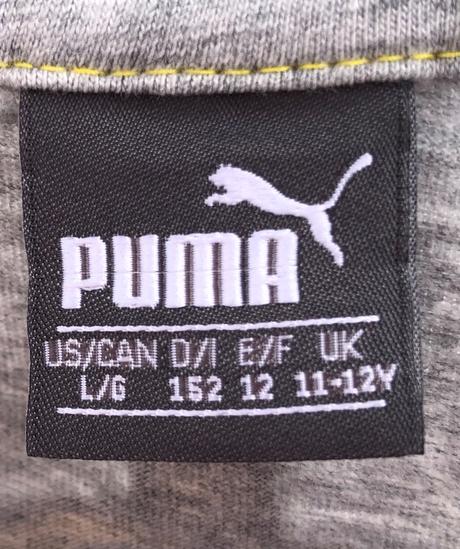 PUMA
US/CAN D/I E/F UK
L/G 152 12 11-12Y